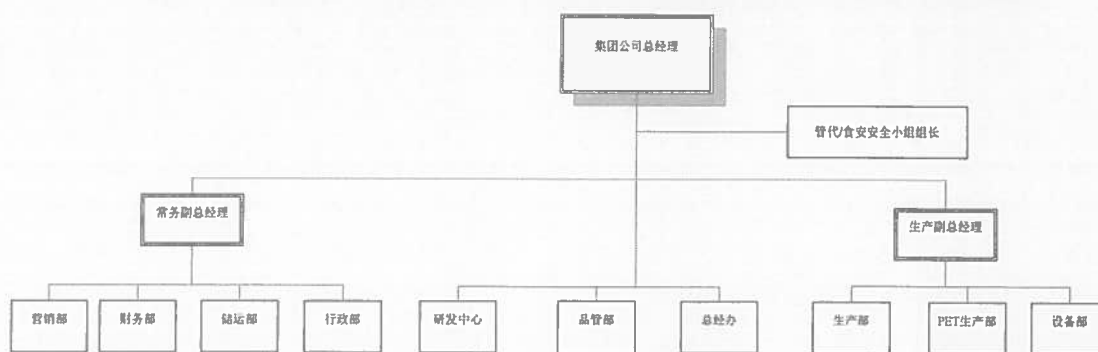 集团公司总经理
管代/食安安全小组组长
常务副总经理
生产副总经理
营销部
财务部
储运部
行政部
研发中心
品管部
总经办
生产部
PET生产部
设备部